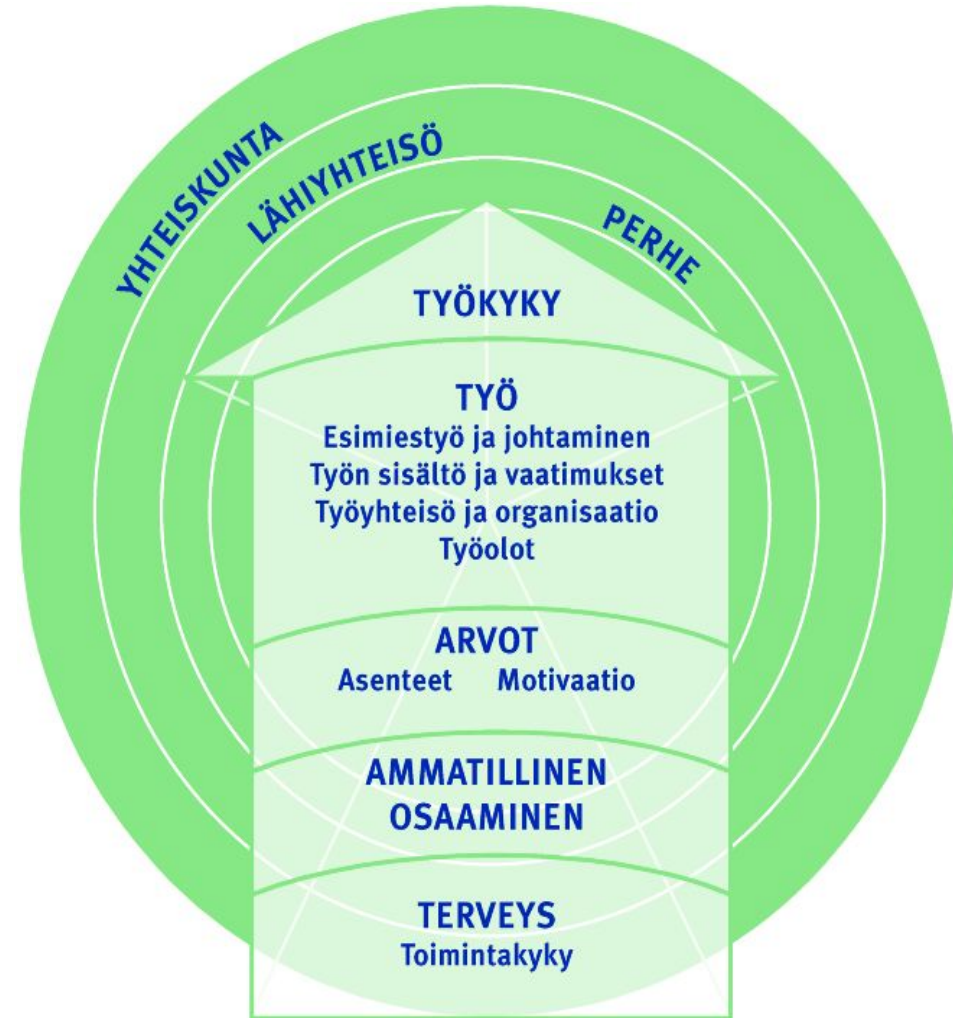 YHTEISKUNTA
LÄHIYHTEISÖ
PERHE
TYÖKYKY
TYÖ
Esimiestyö ja johtaminen
Työn sisältö ja vaatimukset
Työyhteisö ja organisaatio
Työolot
ARVOT
Asenteet Motivaatio
AMMATILLINEN
OSAAMINEN
TERVEYS
Toimintakyky